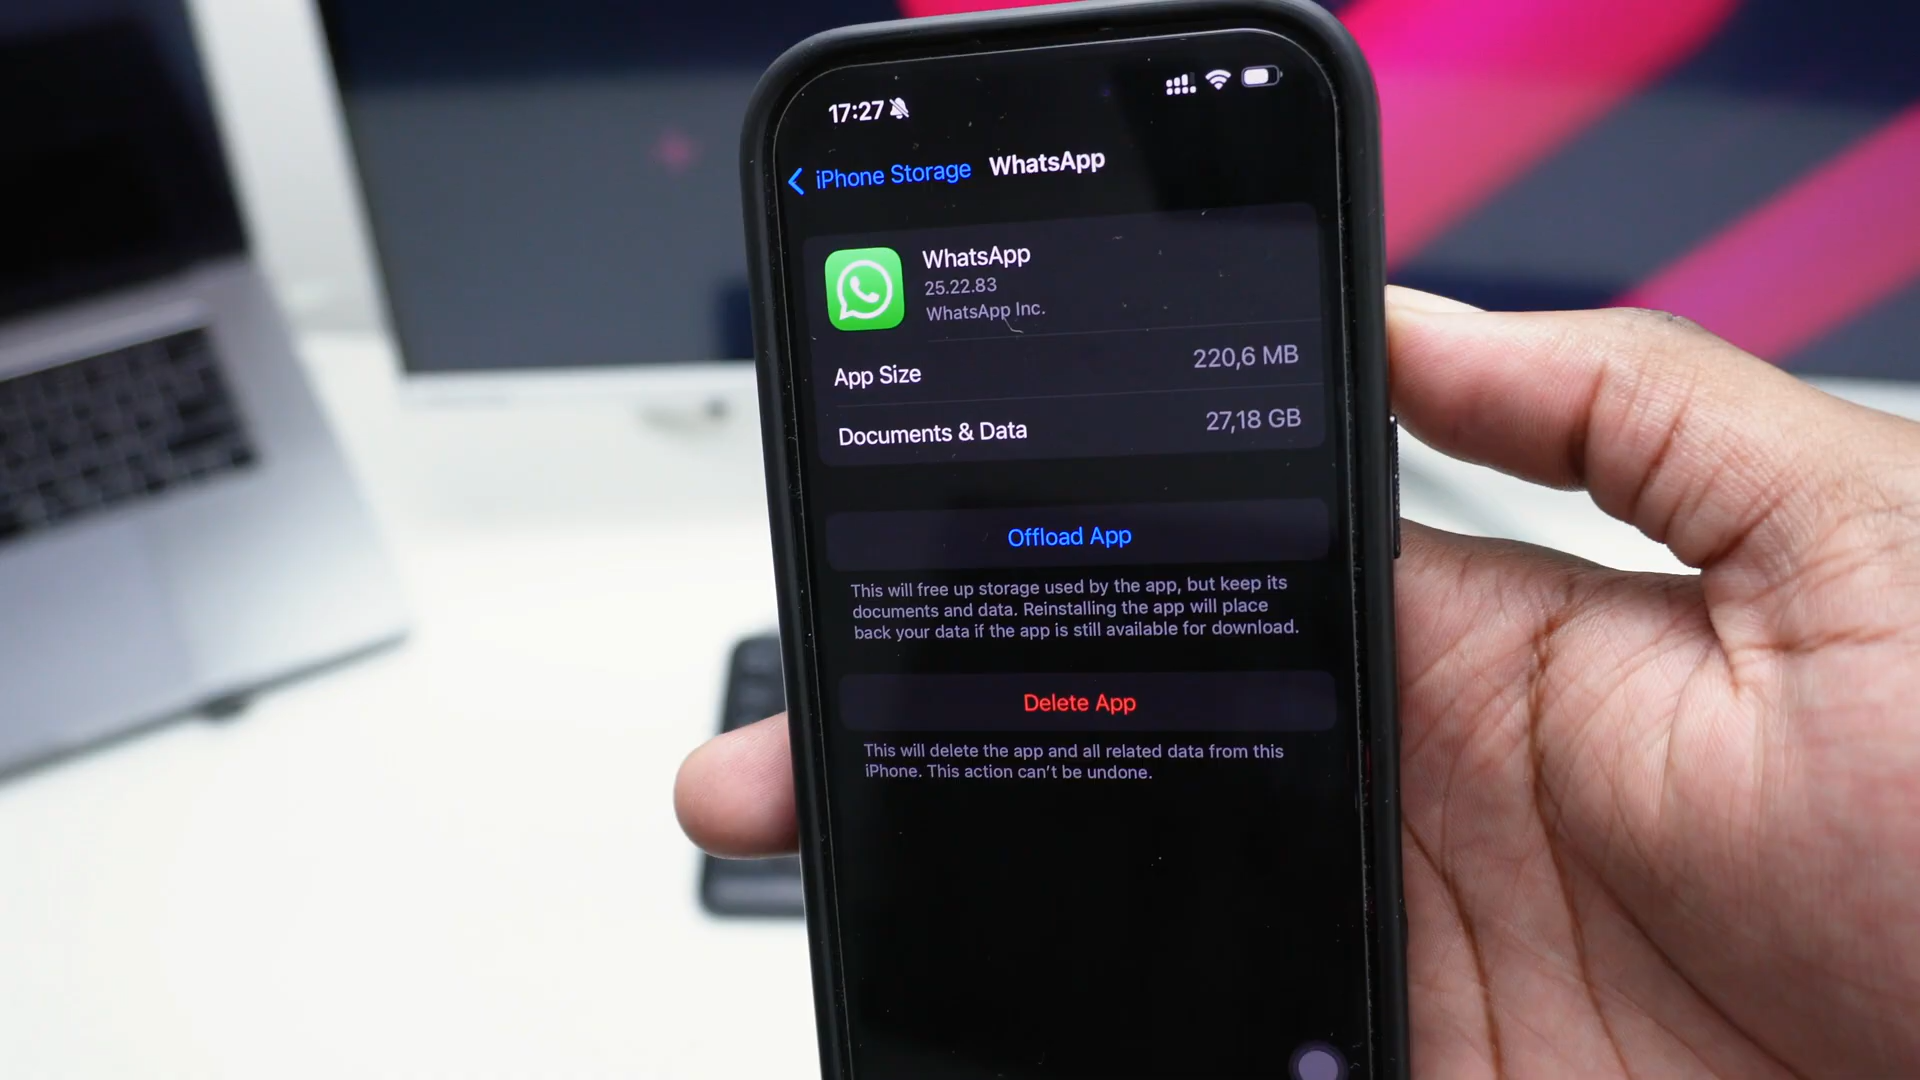 17:27
iPhone Storage WhatsApp
WhatsApp
25.22.83
WhatsApp Inc.
App Size 220,6 MB
Documents & Data 27,18 GB
Offload App
This will free up storage used by the app, but keep its
documents and data. Reinstalling the app will place
back your data if the app is still available for download.
Delete App
This will delete the app and all related data from this
iPhone. This action can't be undone.